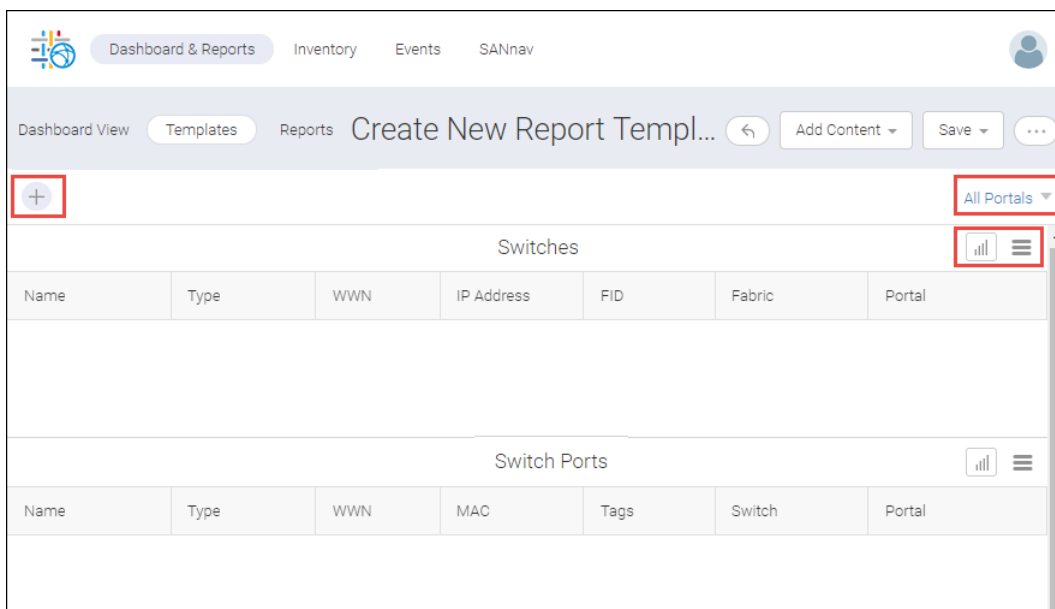 Dashboard & Reports Inventory Events SANnav
Dashboard View Templates Reports Create New Report Templ... Add Content Save ...
+ All Portals
Switches
Name Type WWN IP Address FID Fabric Portal
Switch Ports
Name Type WWN MAC Tags Switch Portal